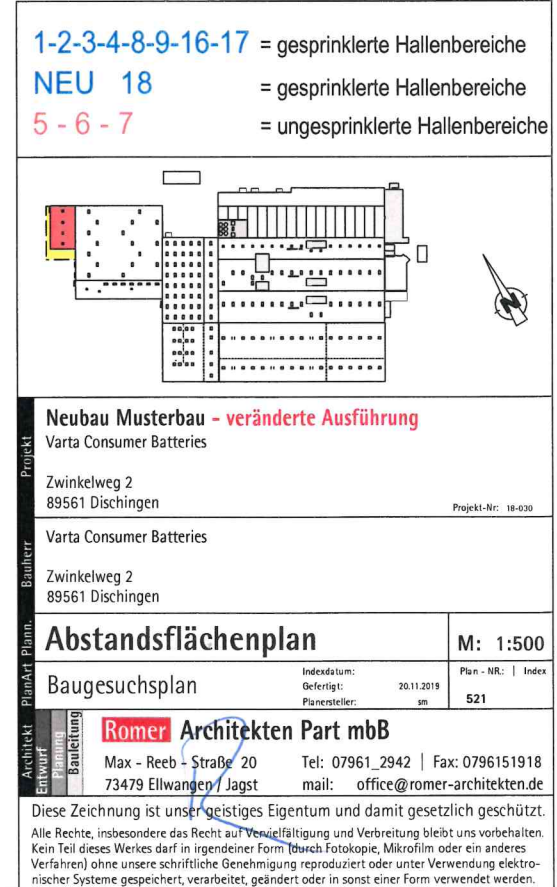 1-2-3-4-8-9-16-17 = gesprinklerte Hallenbereiche
NEU 18 = gesprinklerte Hallenbereiche
5 - 6 - 7 = ungesprinklerte Hallenbereiche
N
Projekt
Neubau Musterbau - veränderte Ausführung
Varta Consumer Batteries
Zwinkelweg 2
89561 Dischingen
Projekt-Nr: 18-030
Bauherr
Varta Consumer Batteries
Zwinkelweg 2
89561 Dischingen
PlanArt Plann.
Abstandsflächenplan
M: 1:500
Baugesuchsplan
Indexdatum:
Gefertigt: 20.11.2019
Planersteller: sm
Plan - NR.: | Index
521
Architekt
Entwurf
Planung
Bauleitung
Romer Architekten Part mbB
Max - Reeb - Straße 20
73479 Ellwangen / Jagst
Tel: 07961_2942 | Fax: 0796151918
mail: office@romer-architekten.de
Diese Zeichnung ist unser geistiges Eigentum und damit gesetzlich geschützt.
Alle Rechte, insbesondere das Recht auf Vervielfältigung und Verbreitung bleibt uns vorbehalten.
Kein Teil dieses Werkes darf in irgendeiner Form (durch Fotokopie, Mikrofilm oder ein anderes
Verfahren) ohne unsere schriftliche Genehmigung reproduziert oder unter Verwendung elektro-
nischer Systeme gespeichert, verarbeitet, geändert oder in sonst einer Form verwendet werden.